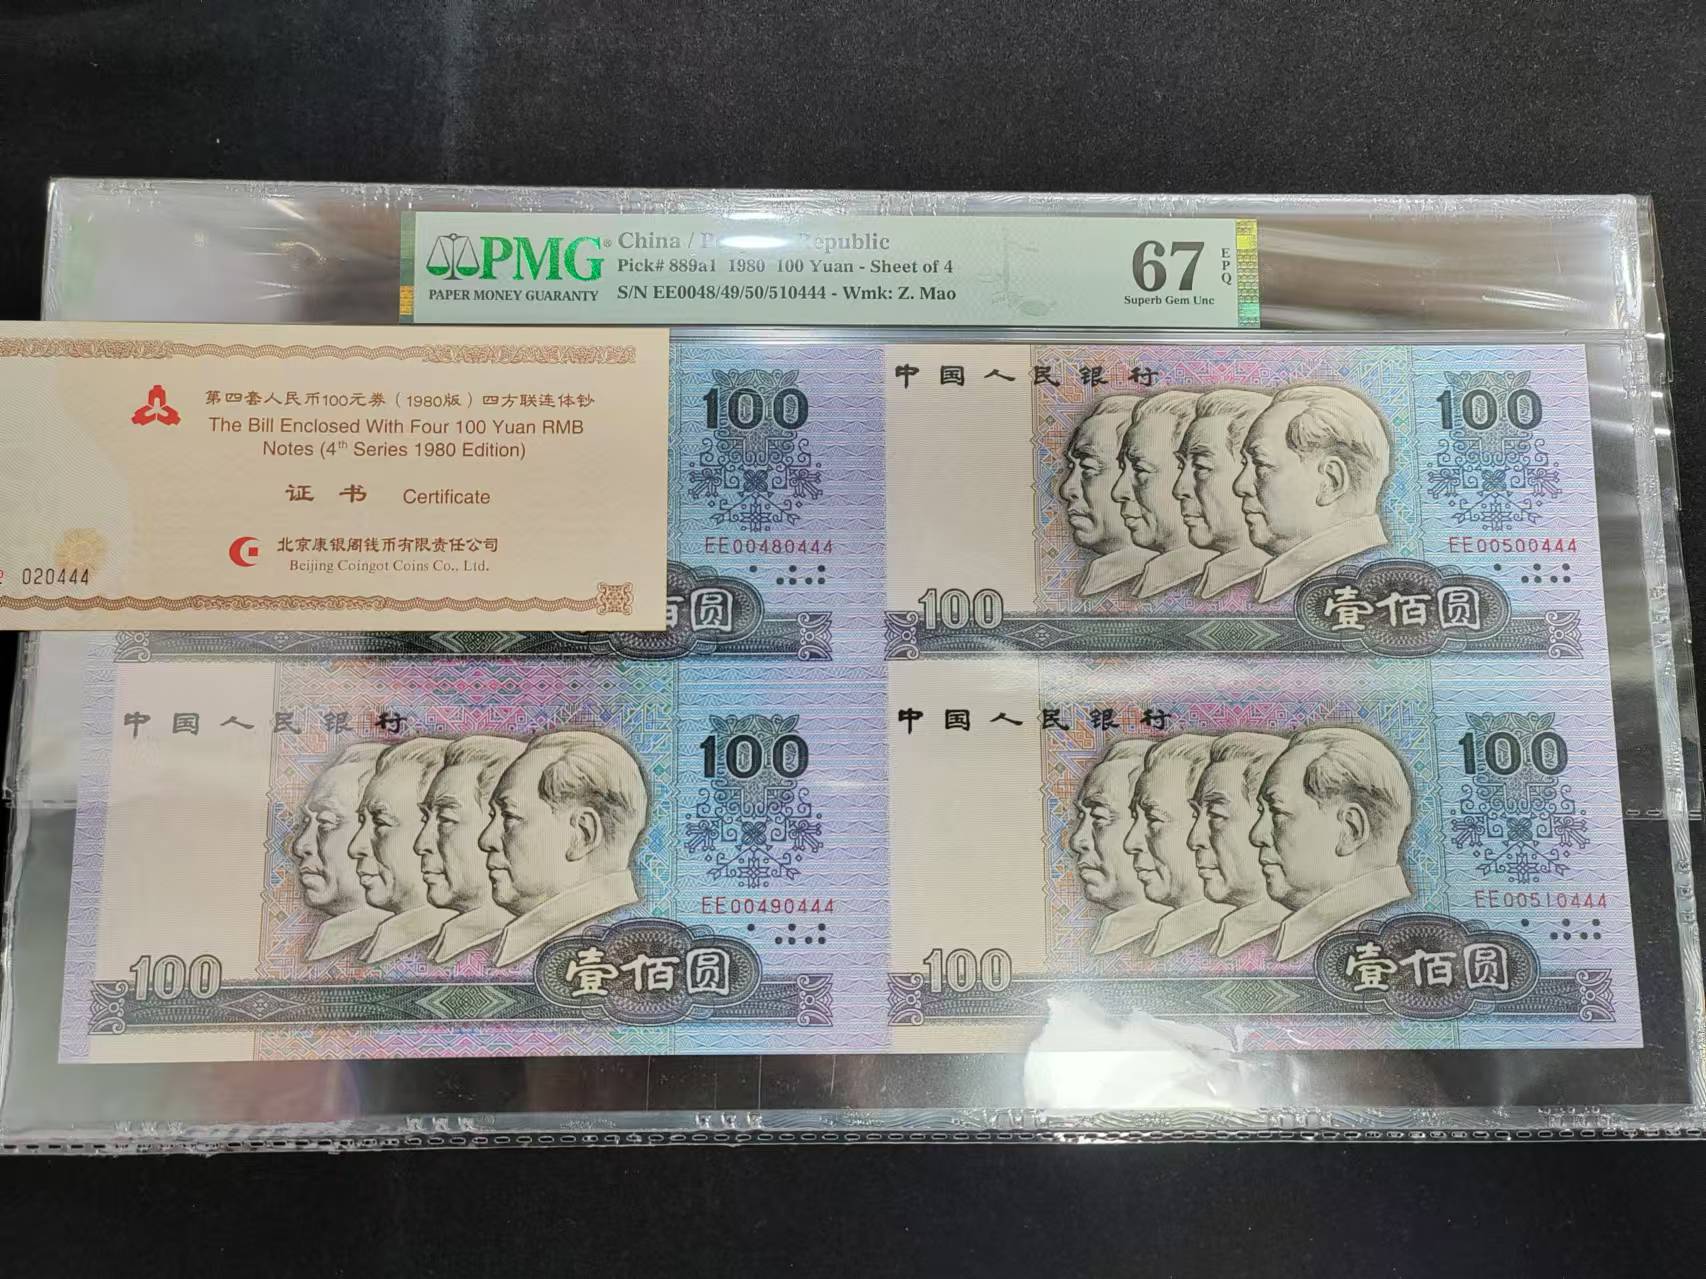 PMG®
PAPER MONEY GUARANTY
China / Republic
Pick# 889a1 1980 100 Yuan - Sheet of 4
S/N EE0048/49/50/510444 - Wmk: Z. Mao
67
EPQ
Superb Gem Unc
第四套人民币100元券（1980版）四方联连体钞
The Bill Enclosed With Four 100 Yuan RMB
Notes (4th Series 1980 Edition)
证书 Certificate
北京康银阁钱币有限责任公司
Beijing Coingot Coins Co., Ltd.
020444
100
EE00480444
佰圆
中国人民银行
100
EE00500444
100
壹佰圆
中国人民银行
100
EE00490444
100
壹佰圆
中国人民银行
100
EE00510444
100
壹佰圆